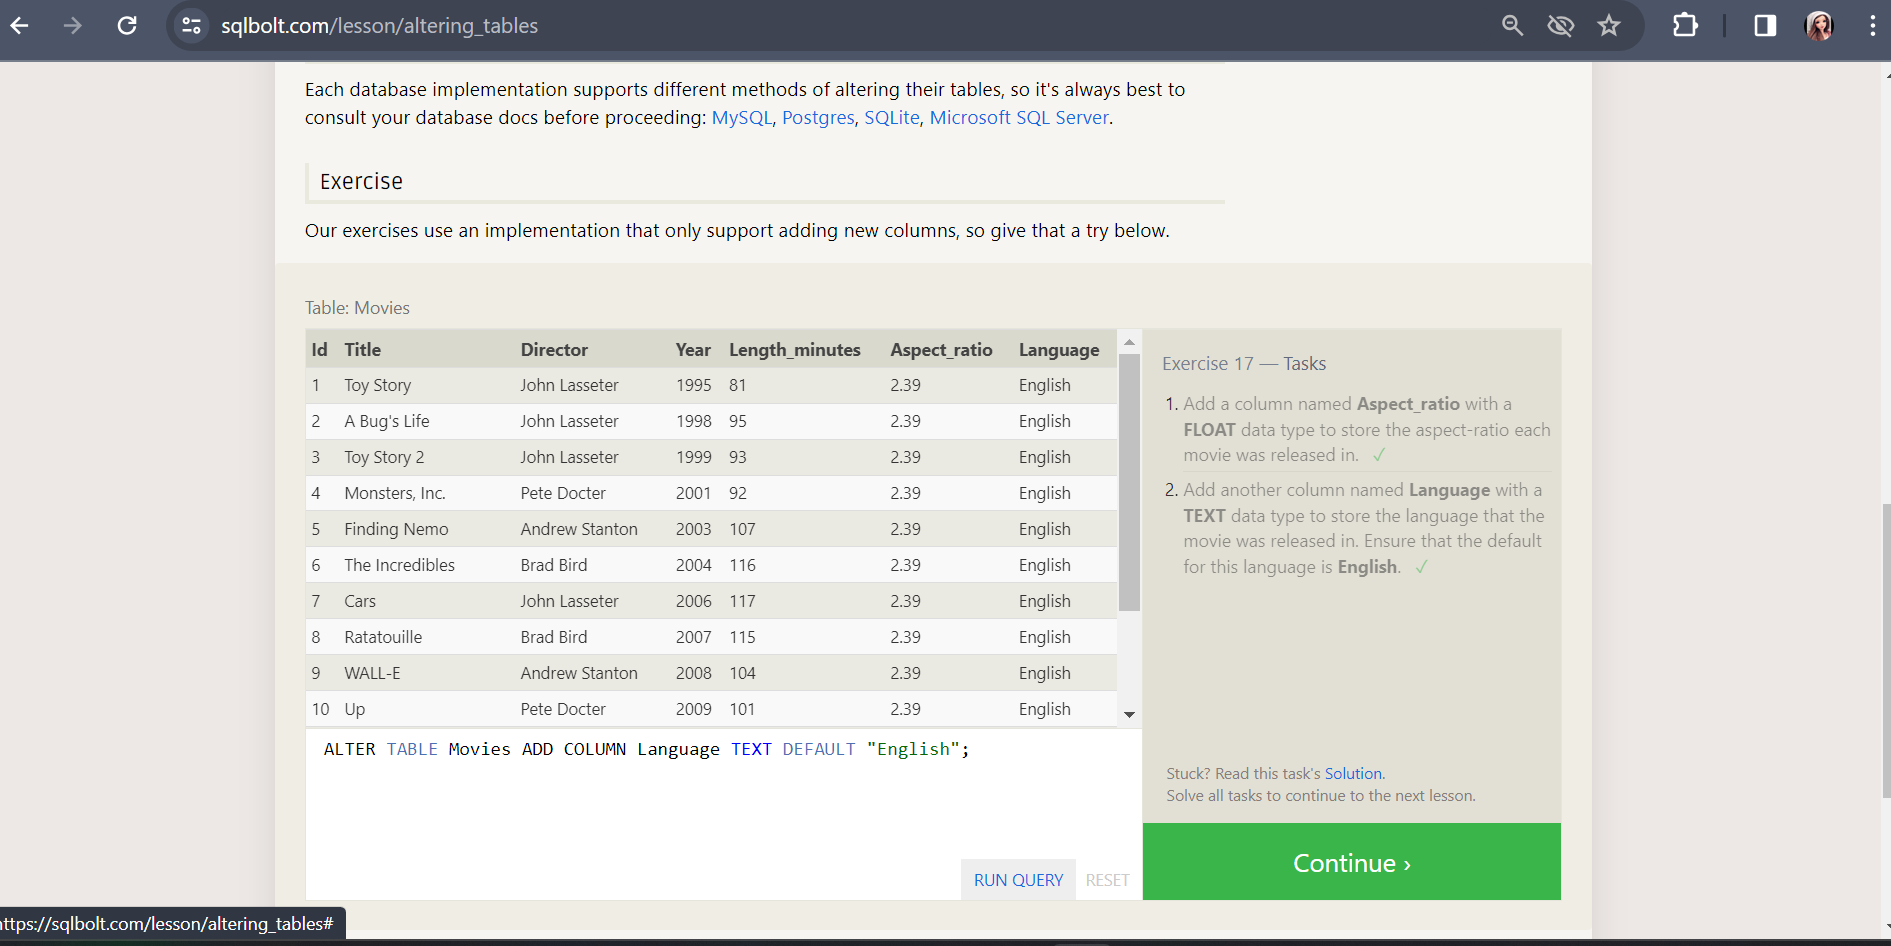 sqlbolt.com/lesson/altering_tables
Each database implementation supports different methods of altering their tables, so it's always best to
consult your database docs before proceeding: MySQL, Postgres, SQLite, Microsoft SQL Server.
Exercise
Our exercises use an implementation that only support adding new columns, so give that a try below.
Table: Movies
Id Title Director Year Length_minutes Aspect_ratio Language
1 Toy Story John Lasseter 1995 81 2.39 English
2 A Bug's Life John Lasseter 1998 95 2.39 English
3 Toy Story 2 John Lasseter 1999 93 2.39 English
4 Monsters, Inc. Pete Docter 2001 92 2.39 English
5 Finding Nemo Andrew Stanton 2003 107 2.39 English
6 The Incredibles Brad Bird 2004 116 2.39 English
7 Cars John Lasseter 2006 117 2.39 English
8 Ratatouille Brad Bird 2007 115 2.39 English
9 WALL-E Andrew Stanton 2008 104 2.39 English
10 Up Pete Docter 2009 101 2.39 English
ALTER TABLE Movies ADD COLUMN Language TEXT DEFAULT "English";
RUN QUERY RESET
Exercise 17 — Tasks
1. Add a column named Aspect_ratio with a
FLOAT data type to store the aspect-ratio each
movie was released in. ✓
2. Add another column named Language with a
TEXT data type to store the language that the
movie was released in. Ensure that the default
for this language is English. ✓
Stuck? Read this task's Solution.
Solve all tasks to continue to the next lesson.
Continue ›
https://sqlbolt.com/lesson/altering_tables#